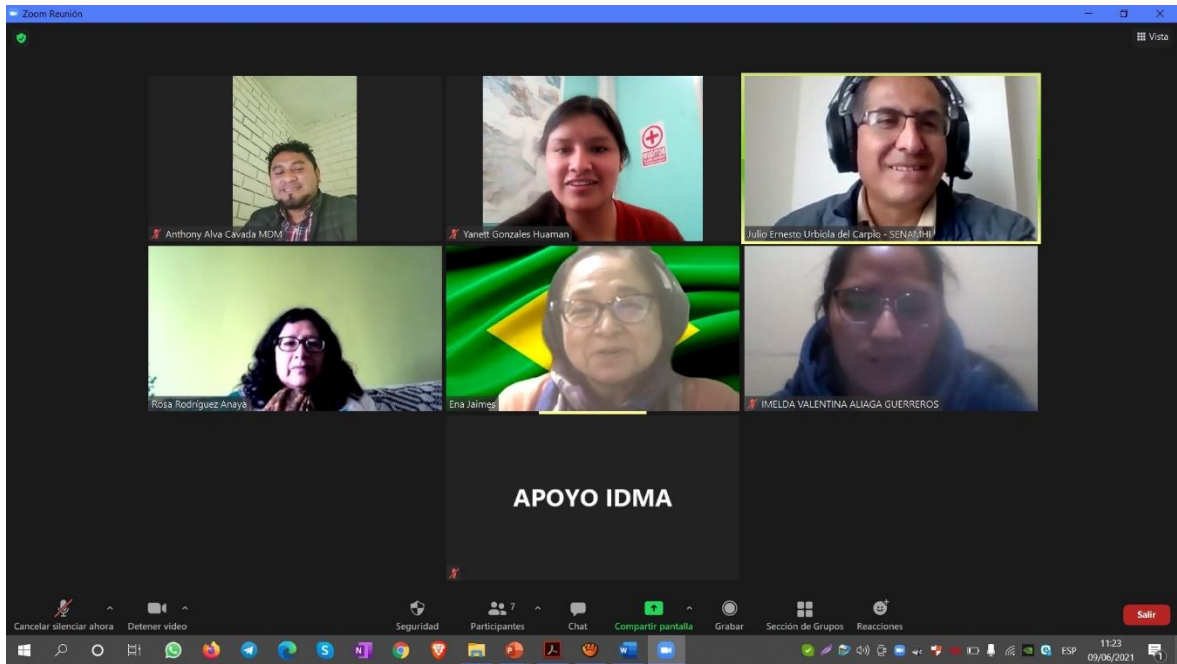 Zoom Reunión
Vista
Anthony Alva Cavada MDM
Yanett Gonzales Huaman
Julio Ernesto Urbiola del Carpio - SENAMHI
Rosa Rodríguez Anaya
Ena Jaimes
IMELDA VALENTINA ALIAGA GUERREROS
APOYO IDMA
Cancelar silenciar ahora
Detener video
Seguridad
7
Participantes
Chat
Compartir pantalla
Grabar
Sección de Grupos
Reacciones
Salir
ESP
11:23
09/06/2021